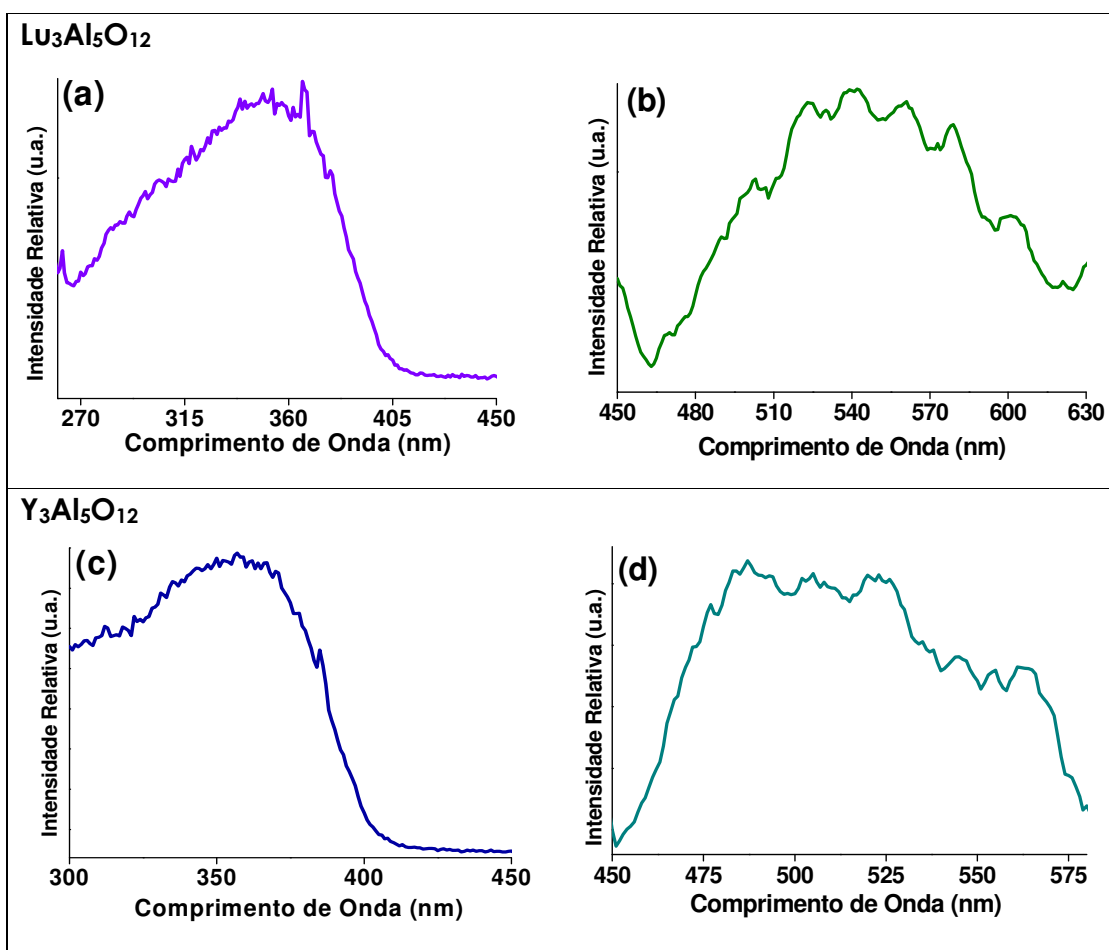 Lu₃Al₅O₁₂
(a)
Intensidade Relativa (u.a.)
270 315 360 405 450
Comprimento de Onda (nm)
(b)
Intensidade Relativa (u.a.)
450 480 510 540 570 600 630
Comprimento de Onda (nm)
Y₃Al₅O₁₂
(c)
Intensidade Relativa (u.a.)
300 350 400 450
Comprimento de Onda (nm)
(d)
Intensidade Relativa (u.a.)
450 475 500 525 550 575
Comprimento de Onda (nm)